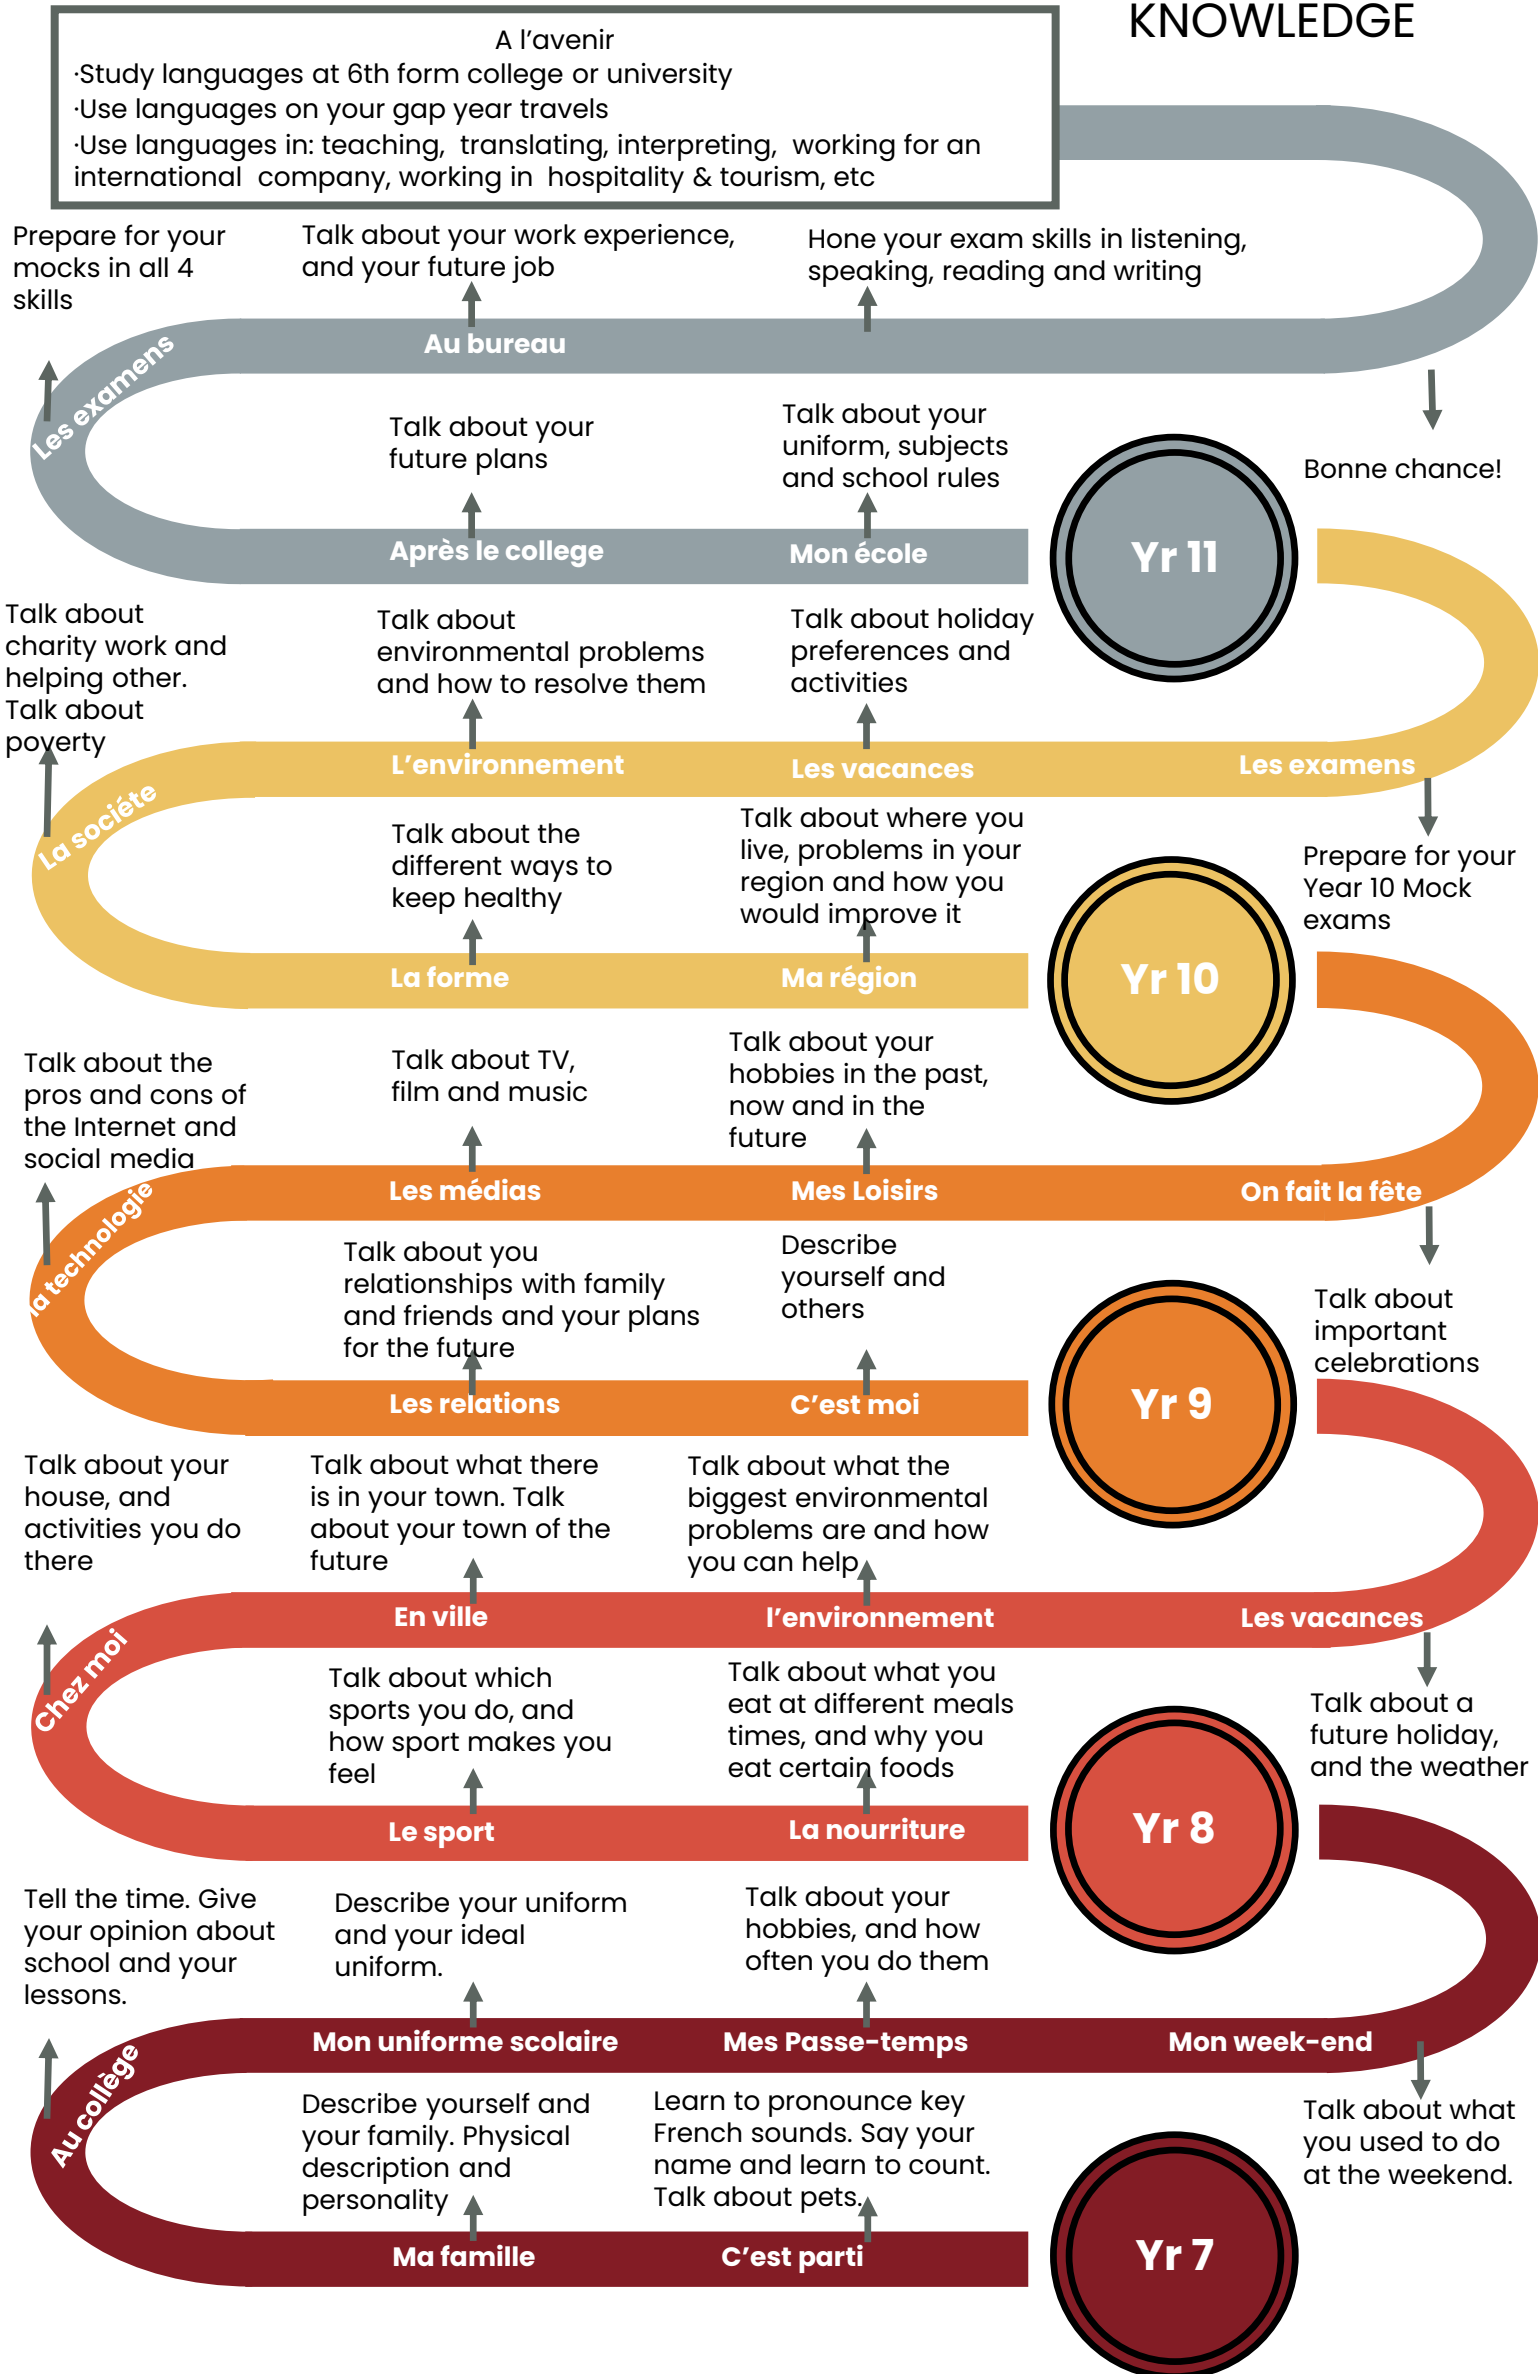 KNOWLEDGE
A l’avenir
·Study languages at 6th form college or university
·Use languages on your gap year travels
·Use languages in: teaching, translating, interpreting, working for an
international company, working in hospitality & tourism, etc
Prepare for your
mocks in all 4
skills
Talk about your work experience,
and your future job
Hone your exam skills in listening,
speaking, reading and writing
Les examens
Au bureau
Talk about your
future plans
Talk about your
uniform, subjects
and school rules
Bonne chance!
Après le college
Mon école
Yr 11
Talk about
charity work and
helping other.
Talk about
poverty
Talk about
environmental problems
and how to resolve them
Talk about holiday
preferences and
activities
La sociéte
L’environnement
Les vacances
Les examens
Talk about the
different ways to
keep healthy
Talk about where you
live, problems in your
region and how you
would improve it
Prepare for your
Year 10 Mock
exams
La forme
Ma région
Yr 10
Talk about the
pros and cons of
the Internet and
social media
Talk about TV,
film and music
Talk about your
hobbies in the past,
now and in the
future
la technologie
Les médias
Mes Loisirs
On fait la fête
Talk about you
relationships with family
and friends and your plans
for the future
Describe
yourself and
others
Talk about
important
celebrations
Les relations
C’est moi
Yr 9
Talk about your
house, and
activities you do
there
Talk about what there
is in your town. Talk
about your town of the
future
Talk about what the
biggest environmental
problems are and how
you can help
Chez moi
En ville
l’environnement
Les vacances
Talk about which
sports you do, and
how sport makes you
feel
Talk about what you
eat at different meals
times, and why you
eat certain foods
Talk about a
future holiday,
and the weather
Le sport
La nourriture
Yr 8
Tell the time. Give
your opinion about
school and your
lessons.
Describe your uniform
and your ideal
uniform.
Talk about your
hobbies, and how
often you do them
Au collège
Mon uniforme scolaire
Mes Passe-temps
Mon week-end
Describe yourself and
your family. Physical
description and
personality
Learn to pronounce key
French sounds. Say your
name and learn to count.
Talk about pets.
Talk about what
you used to do
at the weekend.
Ma famille
C’est parti
Yr 7